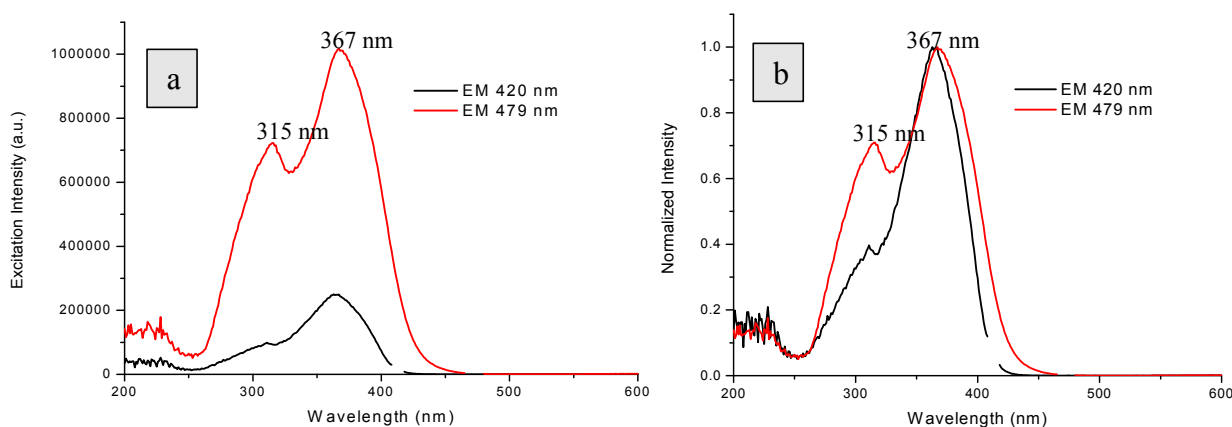 a
367 nm
315 nm
EM 420 nm
EM 479 nm
Excitation Intensity (a.u.)
1000000
800000
600000
400000
200000
0
200
300
400
500
600
Wavelength (nm)
b
367 nm
315 nm
EM 420 nm
EM 479 nm
Normalized Intensity
1.0
0.8
0.6
0.4
0.2
0.0
200
300
400
500
600
Wavelength (nm)